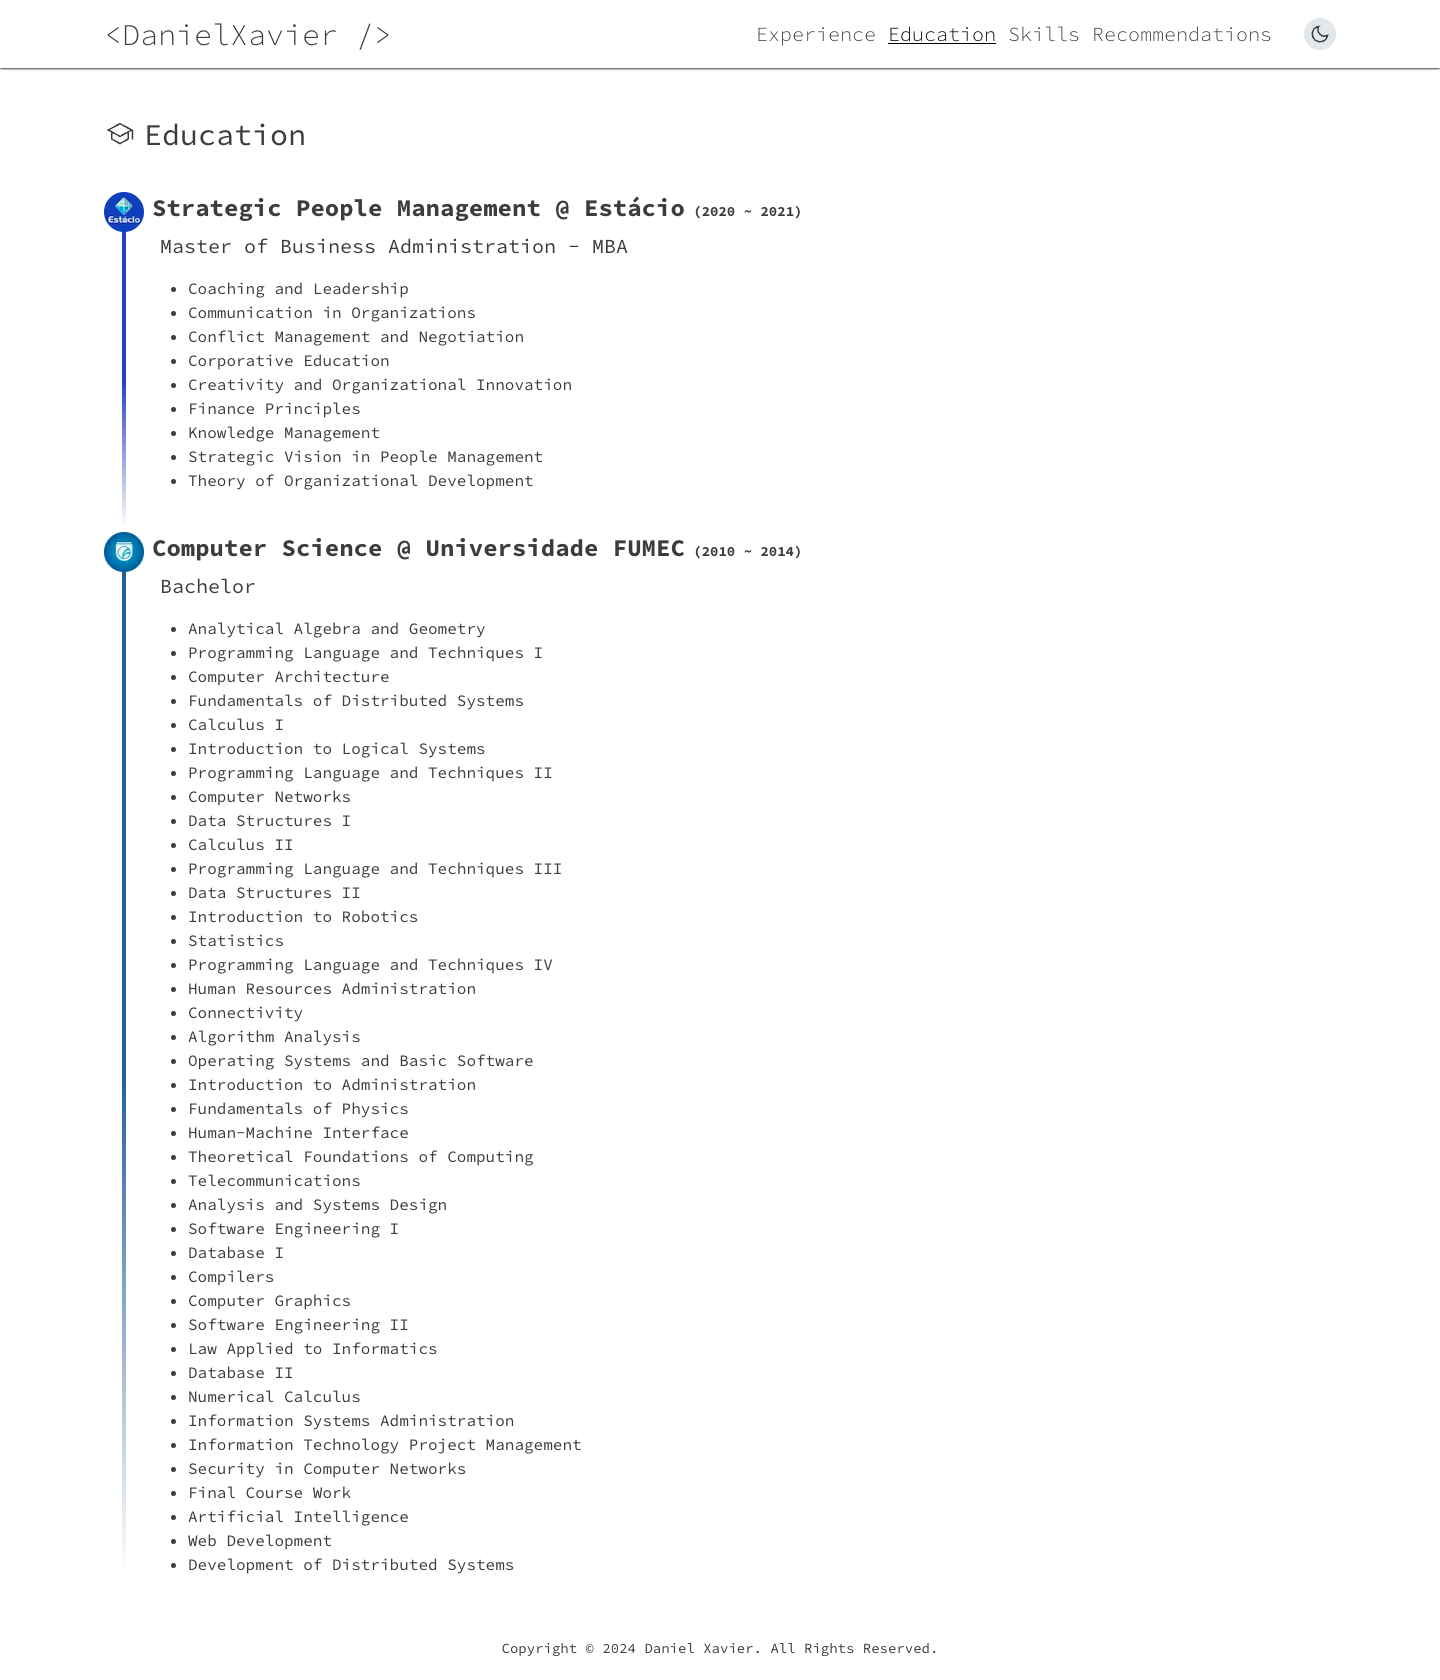 <DanielXavier />
Experience Education Skills Recommendations
Education
Estácio
Strategic People Management @ Estácio (2020 ~ 2021)
Master of Business Administration - MBA
• Coaching and Leadership
• Communication in Organizations
• Conflict Management and Negotiation
• Corporative Education
• Creativity and Organizational Innovation
• Finance Principles
• Knowledge Management
• Strategic Vision in People Management
• Theory of Organizational Development
Computer Science @ Universidade FUMEC (2010 ~ 2014)
Bachelor
• Analytical Algebra and Geometry
• Programming Language and Techniques I
• Computer Architecture
• Fundamentals of Distributed Systems
• Calculus I
• Introduction to Logical Systems
• Programming Language and Techniques II
• Computer Networks
• Data Structures I
• Calculus II
• Programming Language and Techniques III
• Data Structures II
• Introduction to Robotics
• Statistics
• Programming Language and Techniques IV
• Human Resources Administration
• Connectivity
• Algorithm Analysis
• Operating Systems and Basic Software
• Introduction to Administration
• Fundamentals of Physics
• Human-Machine Interface
• Theoretical Foundations of Computing
• Telecommunications
• Analysis and Systems Design
• Software Engineering I
• Database I
• Compilers
• Computer Graphics
• Software Engineering II
• Law Applied to Informatics
• Database II
• Numerical Calculus
• Information Systems Administration
• Information Technology Project Management
• Security in Computer Networks
• Final Course Work
• Artificial Intelligence
• Web Development
• Development of Distributed Systems
Copyright © 2024 Daniel Xavier. All Rights Reserved.